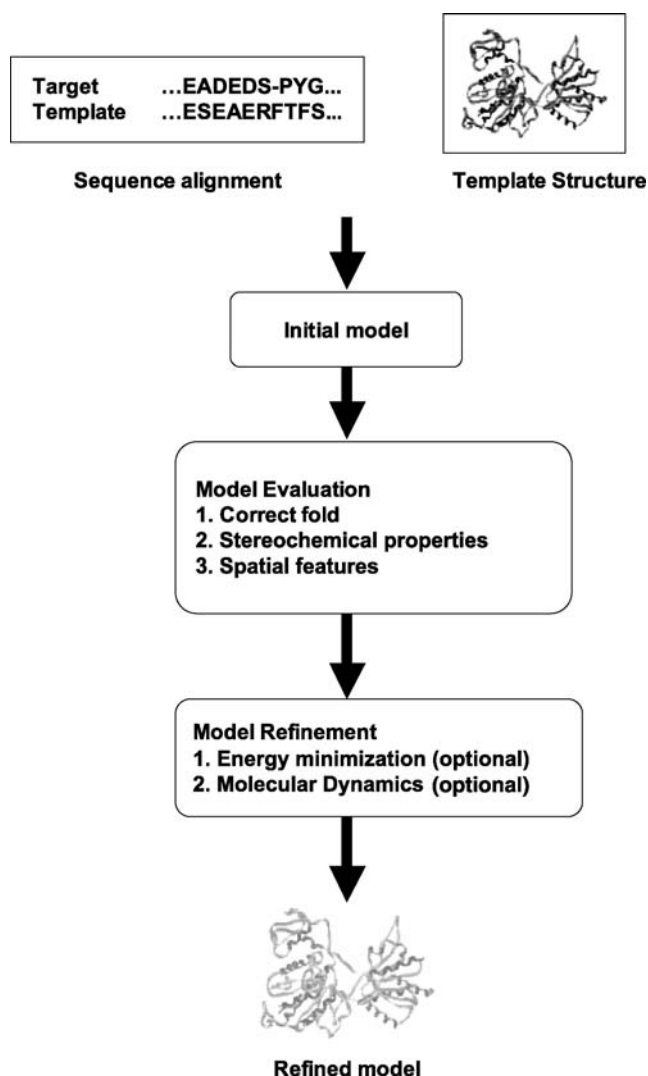 Target ...EADEDS-PYG...
Template ...ESEAERFTFS...
Sequence alignment
Template Structure
Initial model
Model Evaluation
1. Correct fold
2. Stereochemical properties
3. Spatial features
Model Refinement
1. Energy minimization (optional)
2. Molecular Dynamics (optional)
Refined model